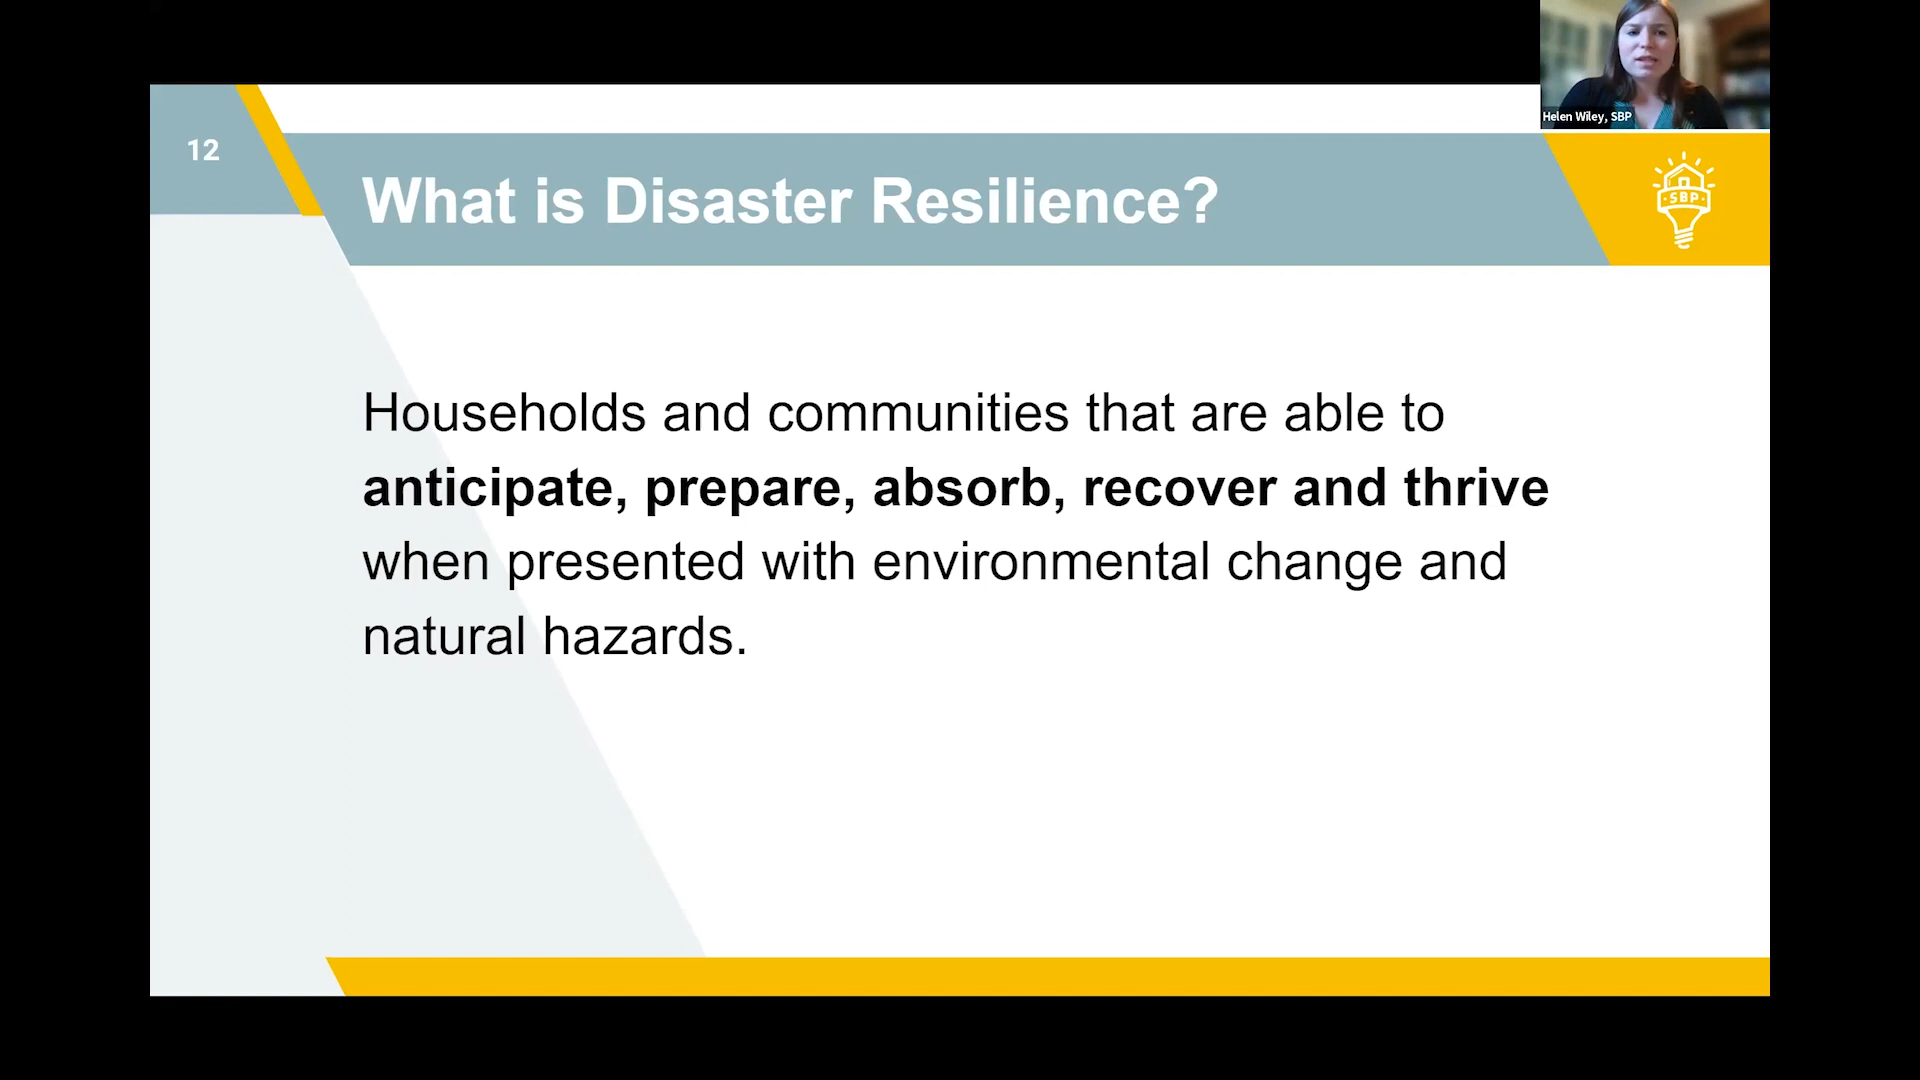 12
What is Disaster Resilience?
Helen Wiley, SBP
SBP
Households and communities that are able to
anticipate, prepare, absorb, recover and thrive
when presented with environmental change and
natural hazards.